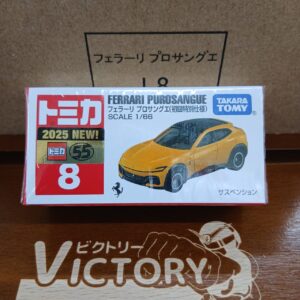 フェラーリ プロサングエ
トミカ
FERRARI PUROSANGUE
フェラーリ プロサングエ(初回特別仕様)
SCALE 1/66
TAKARA
TOMY
2025 NEW!
トミカ
55
8
サスペンション
ビクトリー
VICTORY